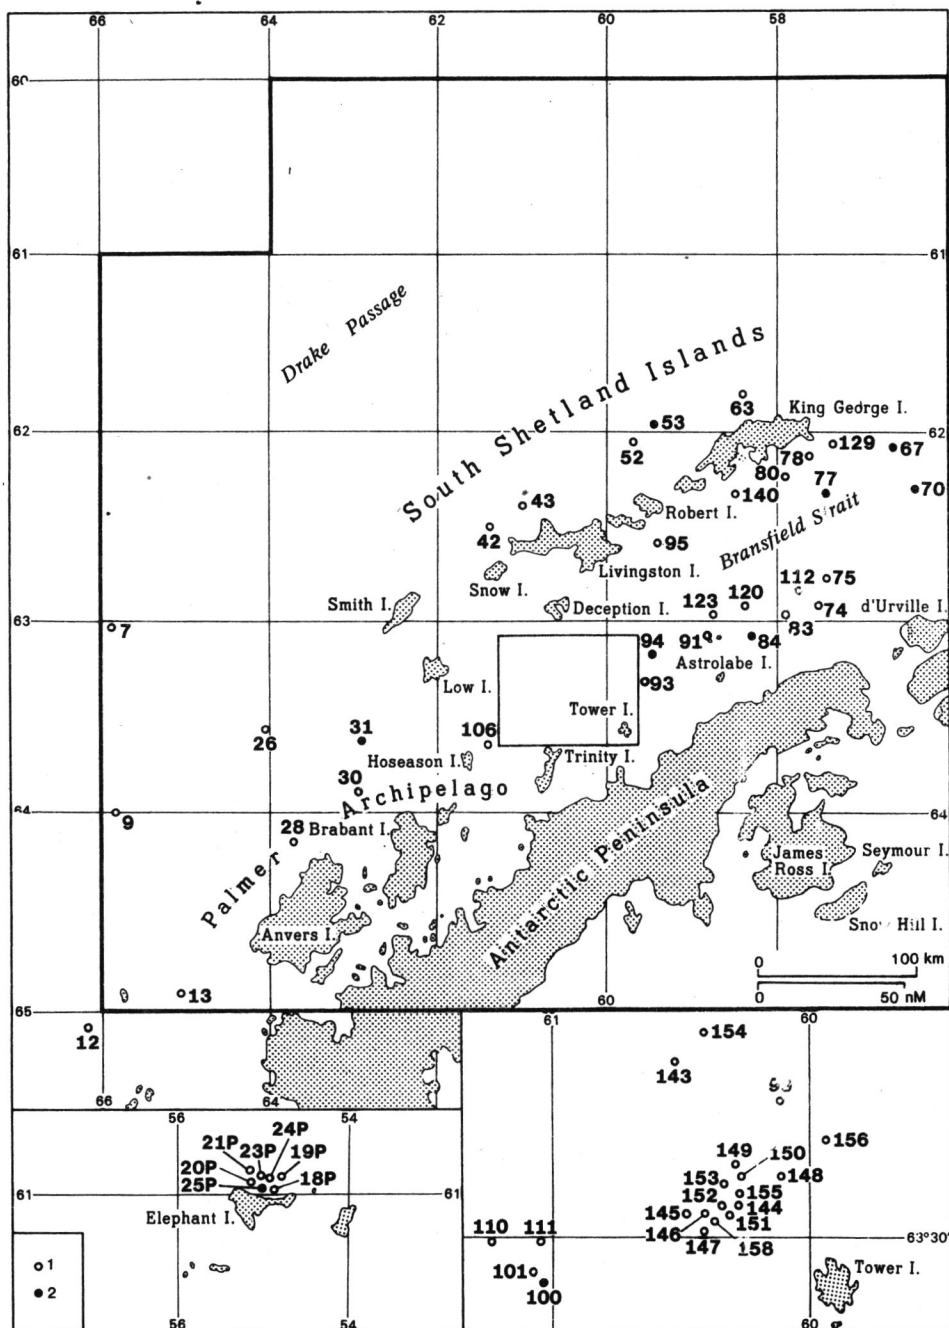 66 64 62 60 58
61 61
Drake Passage
South Shetland Islands
63
King George I.
62 53 62
52 78 129 67
80 77 70
140
43 Robert I.
42 95 Bransfield Strait
Snow I. Livingston I. 112 75
Smith I. Deception I. 123 120 74 d'Urville I.
7 63 83 63
94 91 84
Astrolabe I.
Low I. 93
Tower I.
26 31 106
Hoseason I. Trinity I.
30
Palmer Archipelago
9 64 64
28 Brabant I.
Antarctic Peninsula
James Ross I. Seymour I.
Anvers I. Snow Hill I.
0 100 km
13 60 0 50 nM
65
12 61 60
154
143
66 64
56 54
24P
21P 23P 19P 156
20P 149 150
25P 18P 153 148
61 61 152 155
Elephant I. 145 144
146 151
110 111 147 158 63°30
1 101 Tower I.
2 100
56 54 60